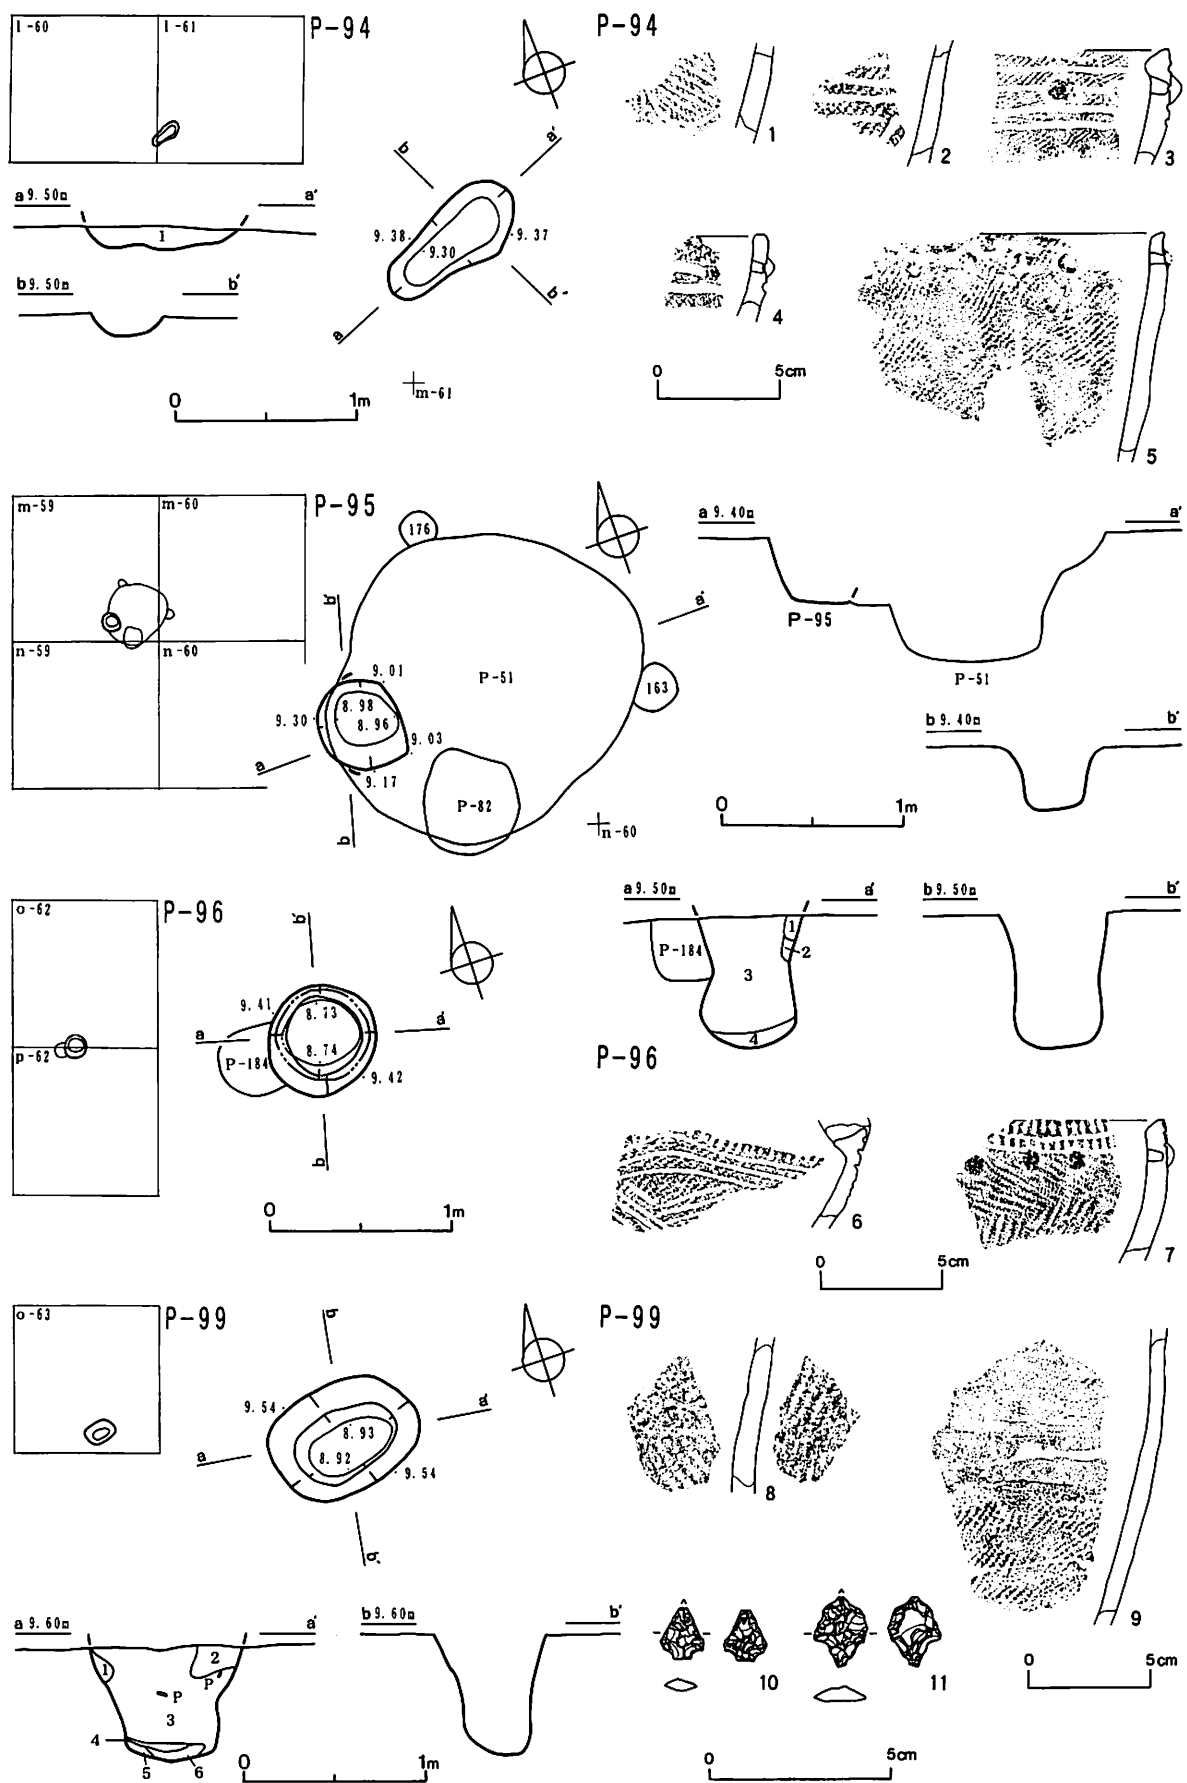 l-60
l-61
P-94
a 9.50m
a'
1
b 9.50m
b'
b
a'
9.38
9.30
9.37
a
b'
m-61
0
1m
P-94
1
2
3
4
5
0
5cm
m-59
m-60
n-59
n-60
P-95
176
b'
a'
P-51
163
9.01
8.98
8.96
9.30
9.03
9.17
a
b
P-82
n-60
a 9.40m
a'
P-95
P-51
b 9.40m
b'
0
1m
o-62
p-62
P-96
b'
9.41
8.73
a
a'
8.74
P-184
9.42
b
0
1m
a 9.50m
a'
P-184
1
2
3
4
b 9.50m
b'
P-96
6
7
0
5cm
o-63
P-99
b
9.54
a'
8.93
8.92
a
9.54
b'
a 9.60m
a'
1
2
P
P
3
4
5
6
b 9.60m
b'
0
1m
P-99
8
9
10
11
0
5cm
0
5cm